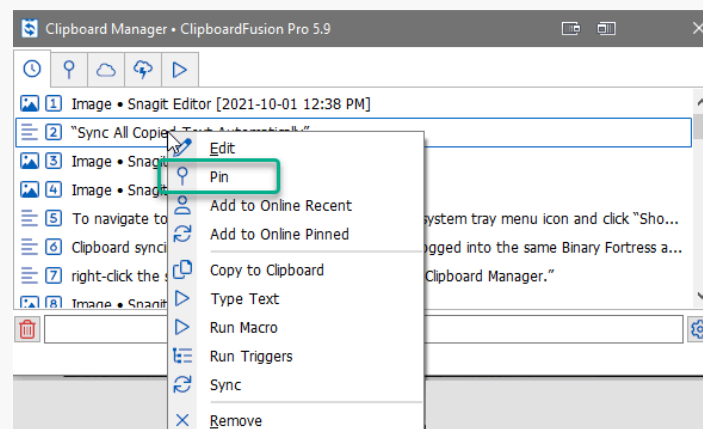 Clipboard Manager • ClipboardFusion Pro 5.9
1 Image • Snagit Editor [2021-10-01 12:38 PM]
2 “Sync All Copied Text Automatically”
3 Image • Snag
4 Image • Snagit
5 To navigate to
system tray menu icon and click “Sho...
6 Clipboard synci
ogged into the same Binary Fortress a...
7 right-click the s
Clipboard Manager.”
8 Image • Snagit
Edit
Pin
Add to Online Recent
Add to Online Pinned
Copy to Clipboard
Type Text
Run Macro
Run Triggers
Sync
Remove